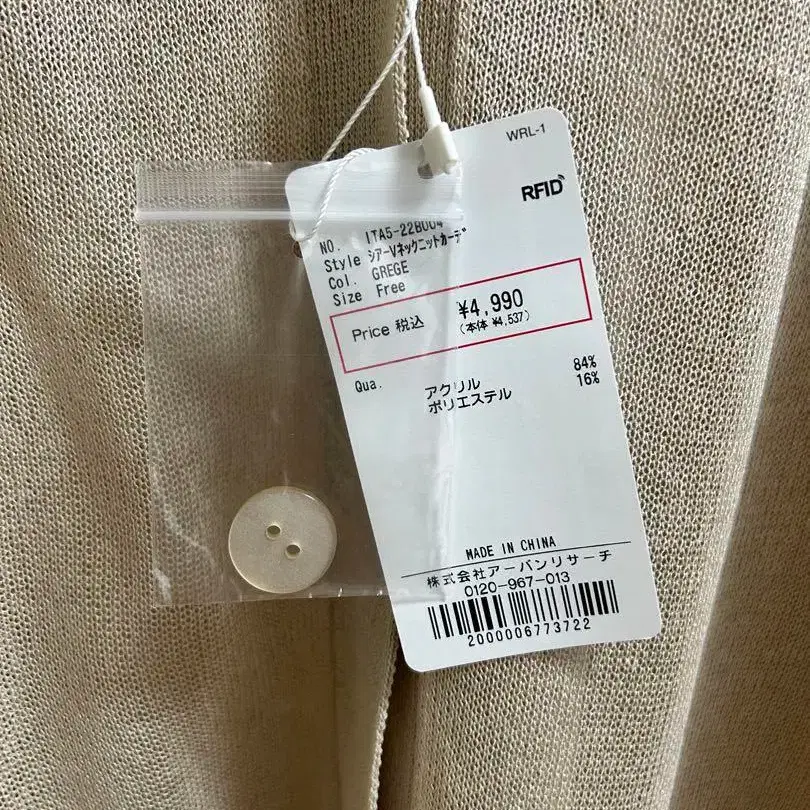 WRL-1
RFID
NO. ITA5-22B004
Style シアーVネックニットカーデ
Col. GREGE
Size Free
Price 税込 ¥4,990
(本体 ¥4,537)
Qua. アクリル 84%
ポリエステル 16%
MADE IN CHINA
株式会社アーバンリサーチ
0120-967-013
2000006773722